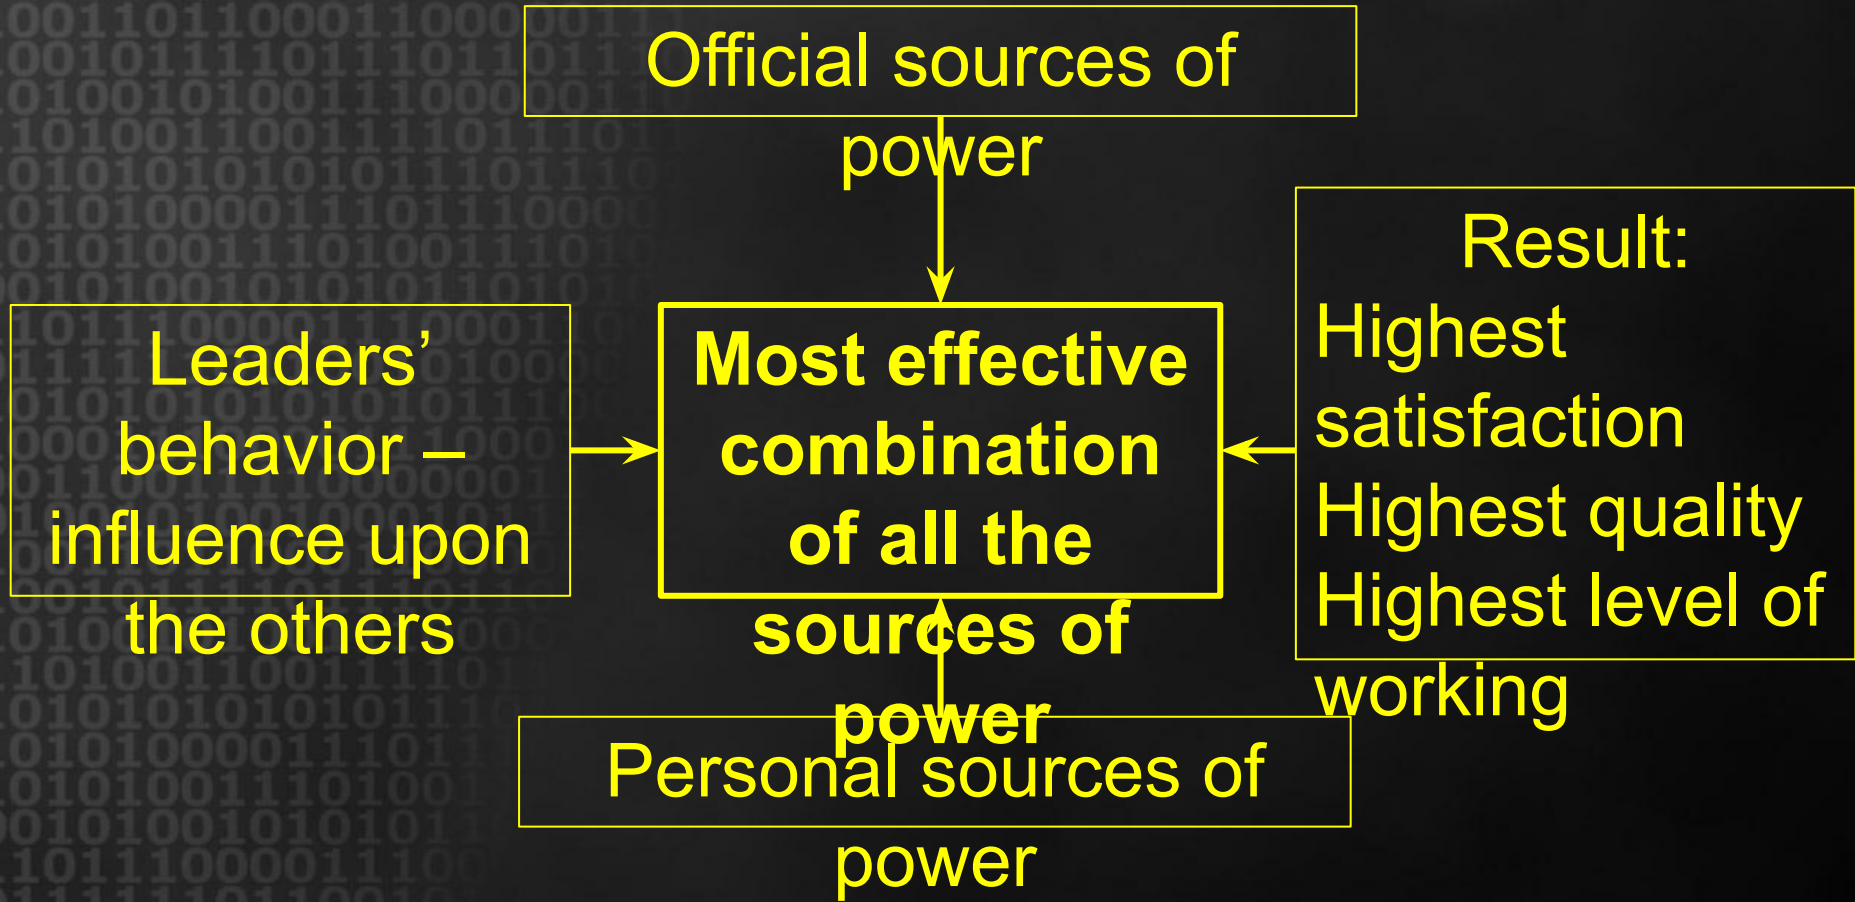 Official sources of
power
Leaders’
behavior –
influence upon
the others
Most effective
combination
of all the
sources of
power
Result:
Highest
satisfaction
Highest quality
Highest level of
working
Personal sources of
power